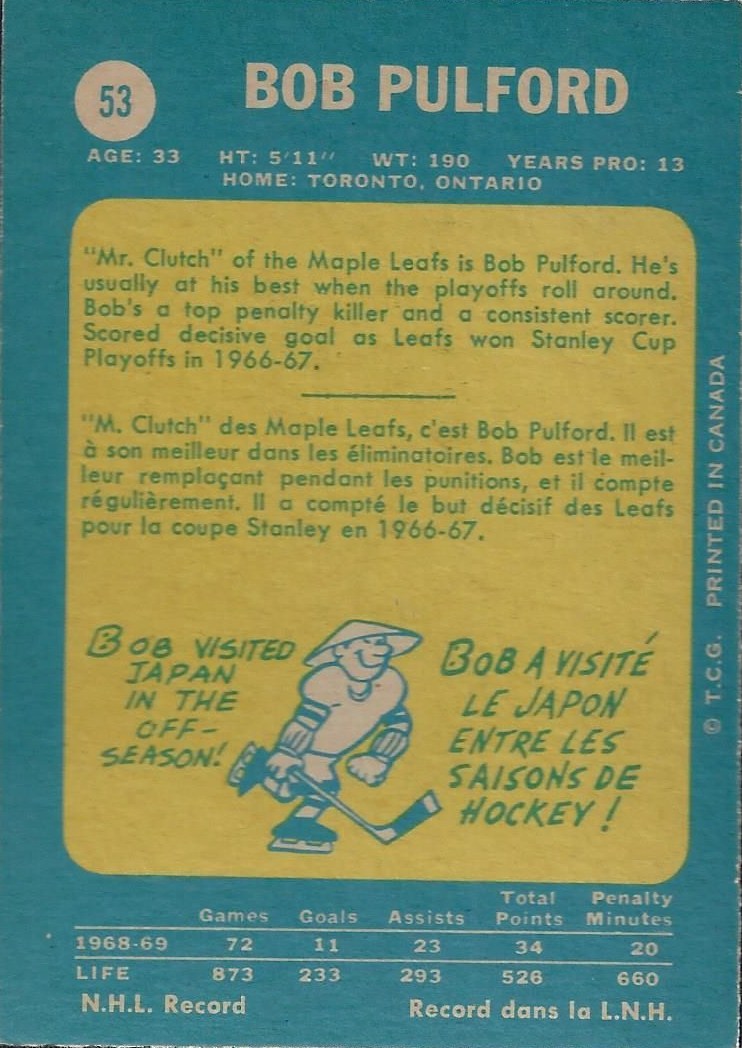 53
BOB PULFORD
AGE: 33 HT: 5'11" WT: 190 YEARS PRO: 13
HOME: TORONTO, ONTARIO
"Mr. Clutch" of the Maple Leafs is Bob Pulford. He's
usually at his best when the playoffs roll around.
Bob's a top penalty killer and a consistent scorer.
Scored decisive goal as Leafs won Stanley Cup
Playoffs in 1966-67.
"M. Clutch" des Maple Leafs, c'est Bob Pulford. Il est
à son meilleur dans les éliminatoires. Bob est le meil-
leur remplaçant pendant les punitions, et il compte
régulièrement. Il a compté le but décisif des Leafs
pour la coupe Stanley en 1966-67.
BOB VISITED
JAPAN
IN THE
OFF-
SEASON!
BOB A VISITÉ
LE JAPON
ENTRE LES
SAISONS DE
HOCKEY!
© T.C.G. PRINTED IN CANADA
Games Goals Assists Total Points Penalty Minutes
1968-69 72 11 23 34 20
LIFE 873 233 293 526 660
N.H.L. Record Record dans la L.N.H.